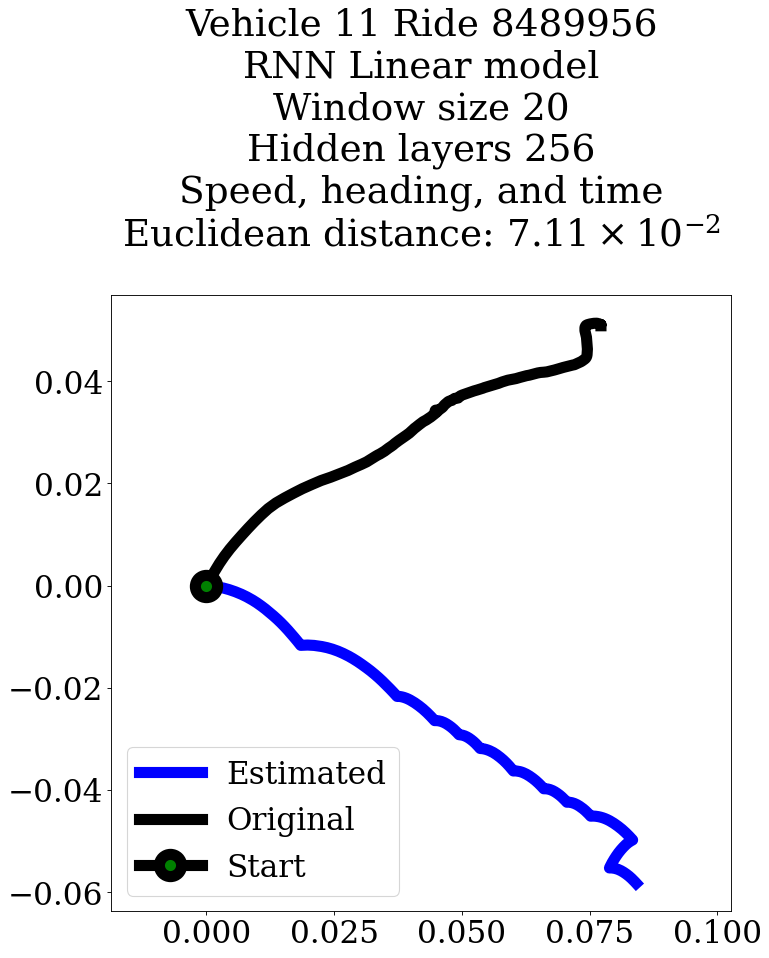 Vehicle 11 Ride 8489956
RNN Linear model
Window size 20
Hidden layers 256
Speed, heading, and time
Euclidean distance: 7.11 × 10⁻²
0.04
0.02
0.00
−0.02
−0.04
−0.06
Estimated
Original
Start
0.000 0.025 0.050 0.075 0.100